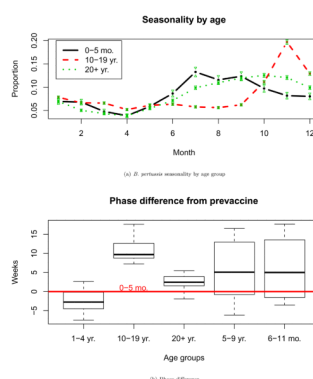 Seasonality by age
0−5 mo.
10−19 yr.
20+ yr.
Proportion
0.05 0.10 0.15 0.20
2 4 6 8 10 12
Month
(a) B. pertussis seasonality by age group
Phase difference from prevaccine
Weeks
−5 0 5 10 15
0−5 mo.
1−4 yr. 10−19 yr. 20+ yr. 5−9 yr. 6−11 mo.
Age groups